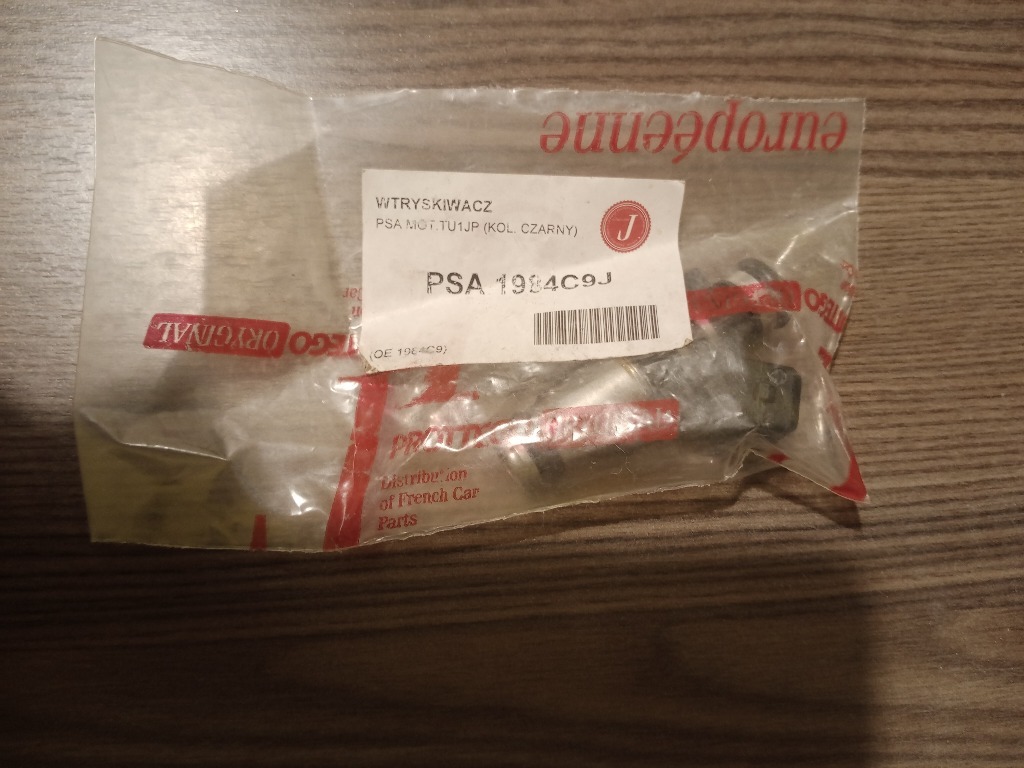 européenne
WTRYSKIWACZ
PSA MOT.TU1JP (KOL. CZARNY)
J
PSA 1984C9J
(OE 1984C9)
ORYGINAL
Distribution
of French Car
Parts